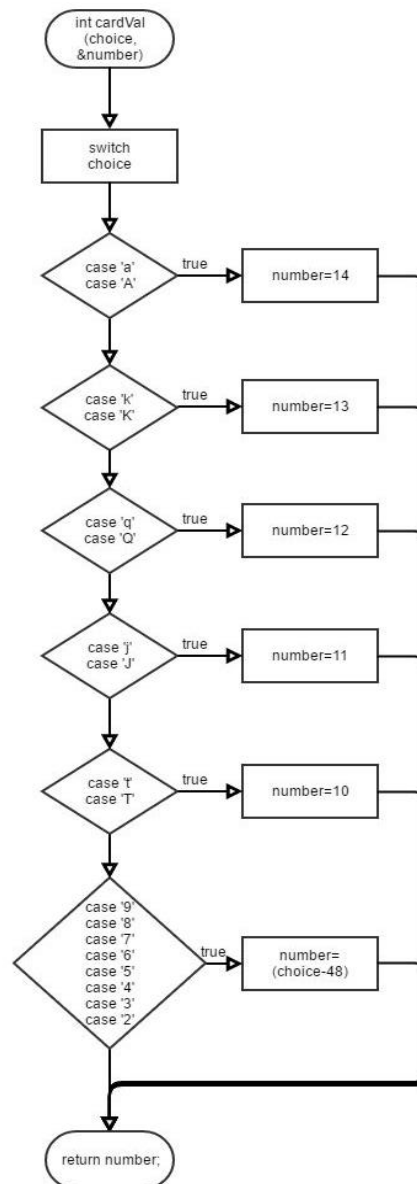 int cardVal
(choice,
&number)
switch
choice
case 'a'
case 'A'
true
number=14
case 'k'
case 'K'
true
number=13
case 'q'
case 'Q'
true
number=12
case 'j'
case 'J'
true
number=11
case 't'
case 'T'
true
number=10
case '9'
case '8'
case '7'
case '6'
case '5'
case '4'
case '3'
case '2'
true
number=
(choice-48)
return number;